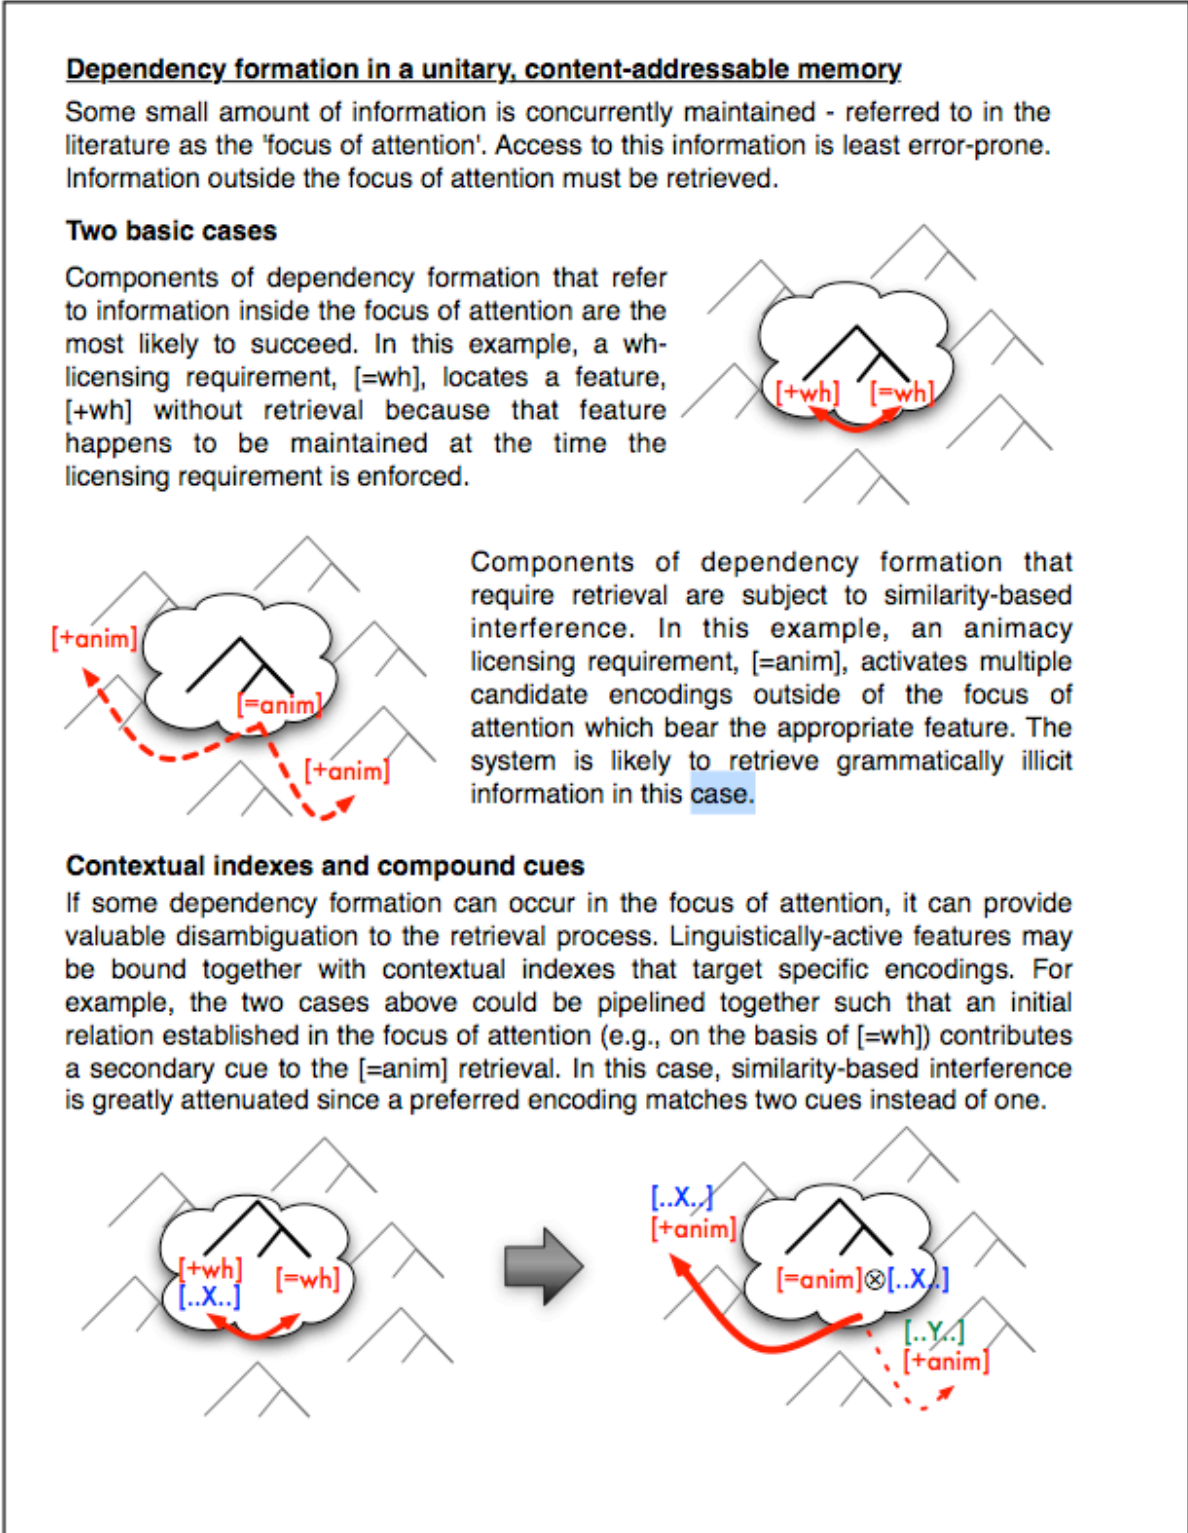 Dependency formation in a unitary, content-addressable memory
Some small amount of information is concurrently maintained - referred to in the
literature as the 'focus of attention'. Access to this information is least error-prone.
Information outside the focus of attention must be retrieved.
Two basic cases
Components of dependency formation that refer
to information inside the focus of attention are the
most likely to succeed. In this example, a wh-
licensing requirement, [=wh], locates a feature,
[+wh] without retrieval because that feature
happens to be maintained at the time the
licensing requirement is enforced.
[+wh] [=wh]
[+anim]
[=anim]
[+anim]
Components of dependency formation that
require retrieval are subject to similarity-based
interference. In this example, an animacy
licensing requirement, [=anim], activates multiple
candidate encodings outside of the focus of
attention which bear the appropriate feature. The
system is likely to retrieve grammatically illicit
information in this case.
Contextual indexes and compound cues
If some dependency formation can occur in the focus of attention, it can provide
valuable disambiguation to the retrieval process. Linguistically-active features may
be bound together with contextual indexes that target specific encodings. For
example, the two cases above could be pipelined together such that an initial
relation established in the focus of attention (e.g., on the basis of [=wh]) contributes
a secondary cue to the [=anim] retrieval. In this case, similarity-based interference
is greatly attenuated since a preferred encoding matches two cues instead of one.
[+wh] [=wh]
[..X..]
[..X..]
[+anim]
[=anim]⊗[..X..]
[..Y..]
[+anim]